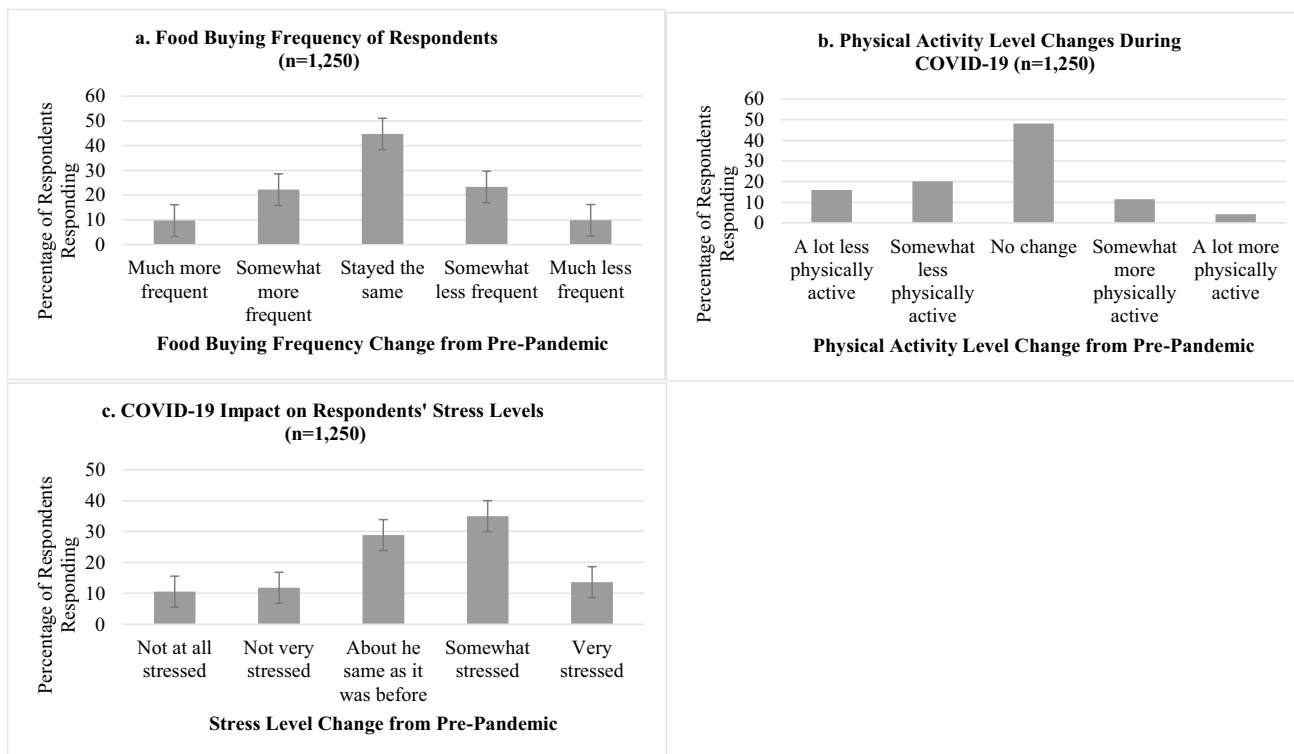 a. Food Buying Frequency of Respondents
(n=1,250)
Percentage of Respondents
Responding
60
50
40
30
20
10
0
Much more
frequent
Somewhat
more
frequent
Stayed the
same
Somewhat
less frequent
Much less
frequent
Food Buying Frequency Change from Pre-Pandemic
b. Physical Activity Level Changes During
COVID-19 (n=1,250)
Percentage of Respondents
Responding
60
50
40
30
20
10
0
A lot less
physically
active
Somewhat
less
physically
active
No change
Somewhat
more
physically
active
A lot more
physically
active
Physical Activity Level Change from Pre-Pandemic
c. COVID-19 Impact on Respondents' Stress Levels
(n=1,250)
Percentage of Respondents
Responding
50
40
30
20
10
0
Not at all
stressed
Not very
stressed
About he
same as it
was before
Somewhat
stressed
Very
stressed
Stress Level Change from Pre-Pandemic